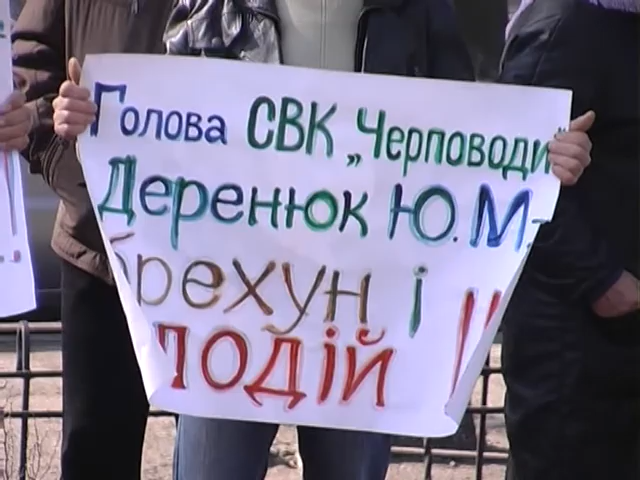 Голова СВК „Черповоди"
Деренюк Ю.М.-
брехун і
лодій !!